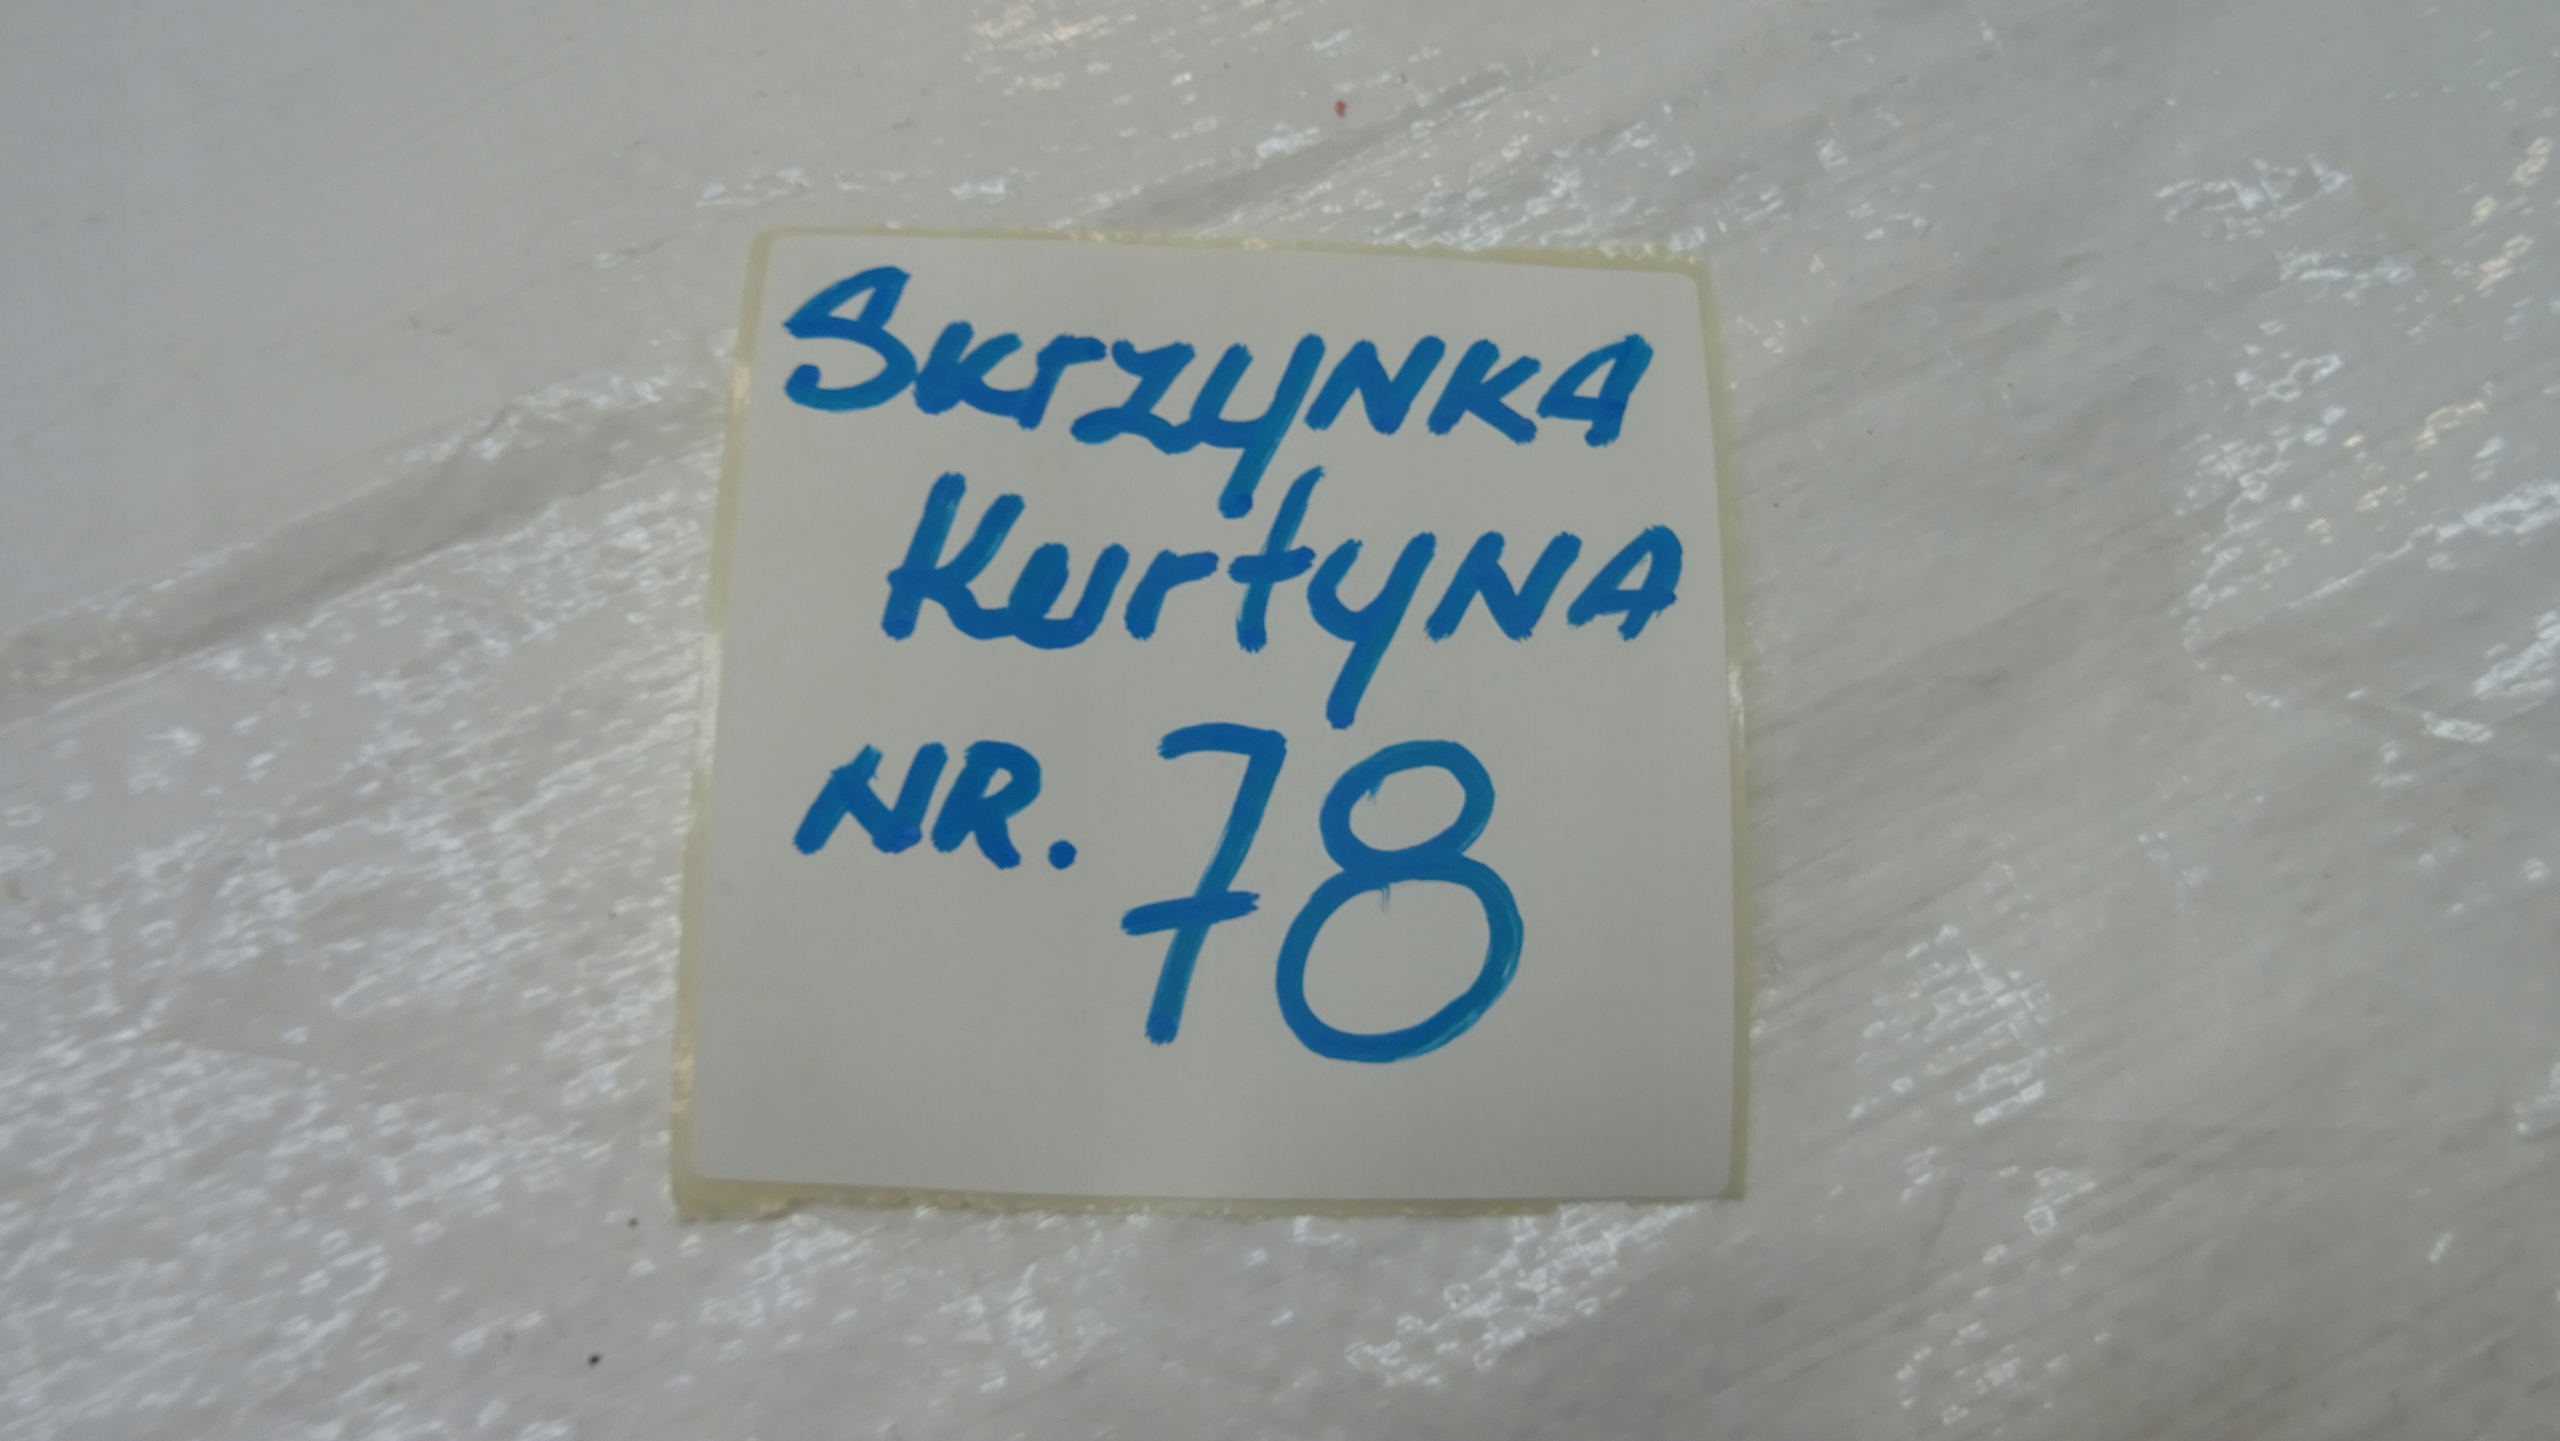 Skrzynka
Kurtyna
NR. 78